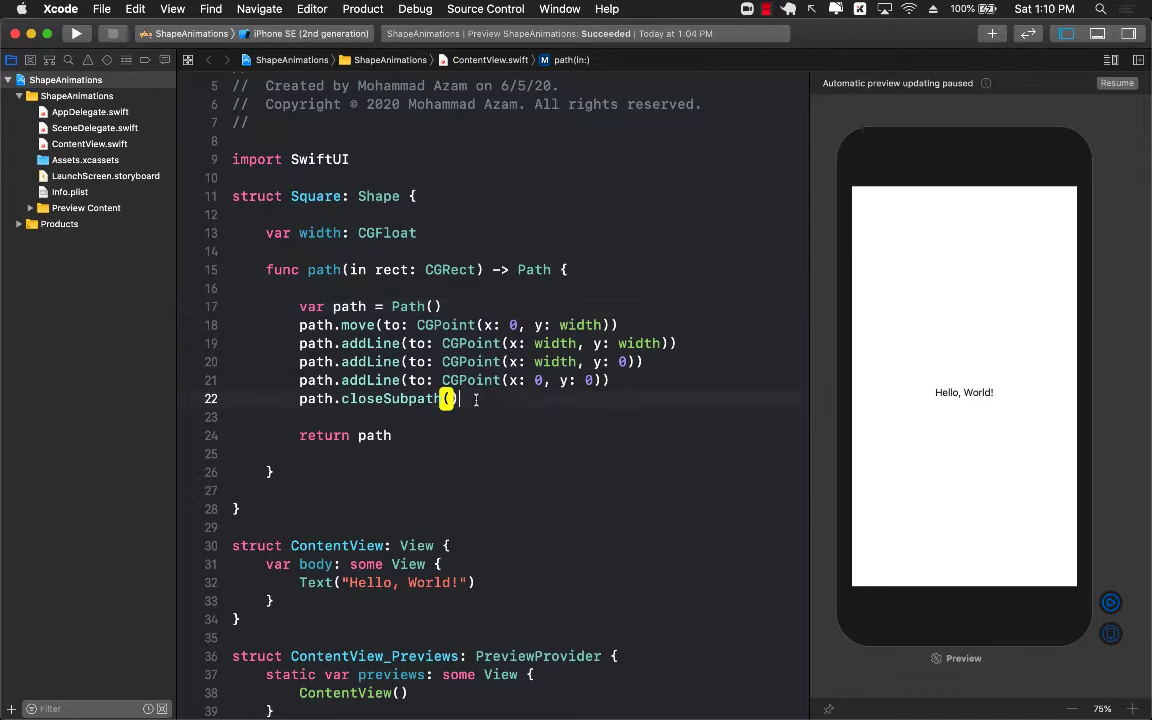 Xcode File Edit View Find Navigate Editor Product Debug Source Control Window Help 100% Sat 1:10 PM
ShapeAnimations iPhone SE (2nd generation) ShapeAnimations | Preview ShapeAnimations: Succeeded | Today at 1:04 PM
ShapeAnimations ShapeAnimations ContentView.swift M path(in:)
ShapeAnimations
ShapeAnimations
AppDelegate.swift
SceneDelegate.swift
ContentView.swift
Assets.xcassets
LaunchScreen.storyboard
Info.plist
Preview Content
Products
Filter
5 // Created by Mohammad Azam on 6/5/20.
6 // Copyright © 2020 Mohammad Azam. All rights reserved.
7 //
8
9 import SwiftUI
10
11 struct Square: Shape {
12
13 var width: CGFloat
14
15 func path(in rect: CGRect) -> Path {
16
17 var path = Path()
18 path.move(to: CGPoint(x: 0, y: width))
19 path.addLine(to: CGPoint(x: width, y: width))
20 path.addLine(to: CGPoint(x: width, y: 0))
21 path.addLine(to: CGPoint(x: 0, y: 0))
22 path.closeSubpath()
23
24 return path
25
26 }
27
28 }
29
30 struct ContentView: View {
31 var body: some View {
32 Text("Hello, World!")
33 }
34 }
35
36 struct ContentView_Previews: PreviewProvider {
37 static var previews: some View {
38 ContentView()
39 }
Automatic preview updating paused Resume
Hello, World!
Preview
75%